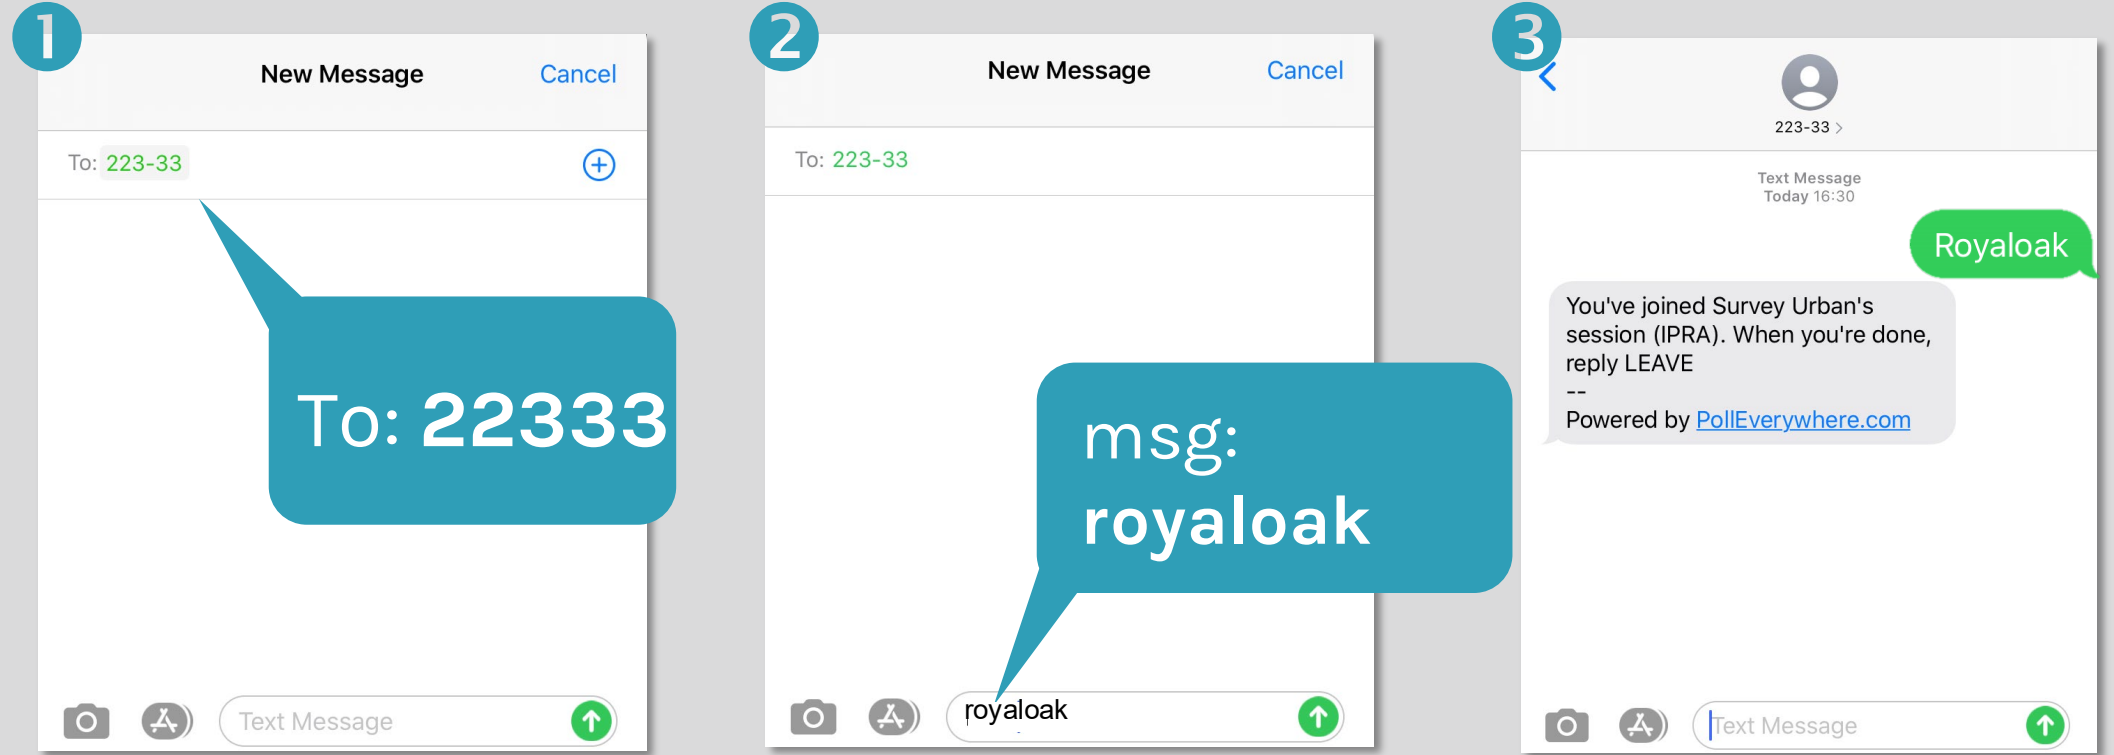 1
New Message
Cancel
To: 223-33
To: 22333
Text Message
2
New Message
Cancel
To: 223-33
msg:
royaloak
royaloak
3
223-33
Text Message
Today 16:30
Royaloak
You've joined Survey Urban's
session (IPRA). When you're done,
reply LEAVE
--
Powered by PollEverywhere.com
Text Message